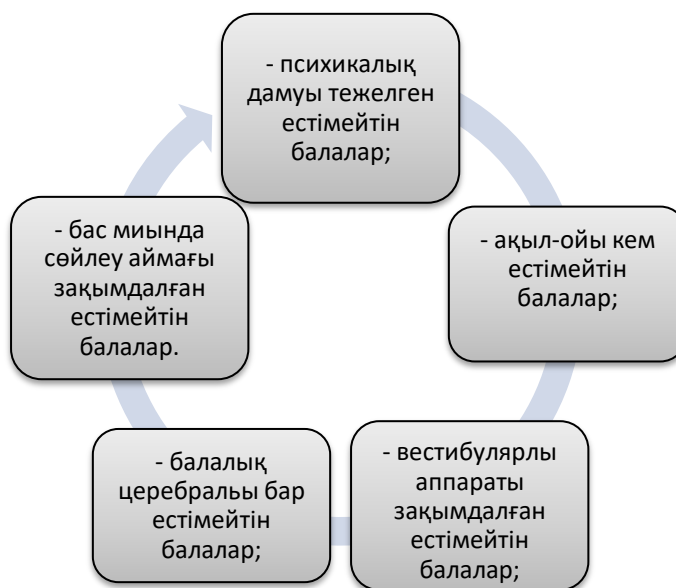 - психикалық
дамуы тежелген
естімейтін
балалар;
- ақыл-ойы кем
естімейтін
балалар;
- вестибулярлы
аппараты
зақымдалған
естімейтін
балалар;
- балалық
церебральы бар
естімейтін
балалар;
- бас миында
сөйлеу аймағы
зақымдалған
естімейтін
балалар.